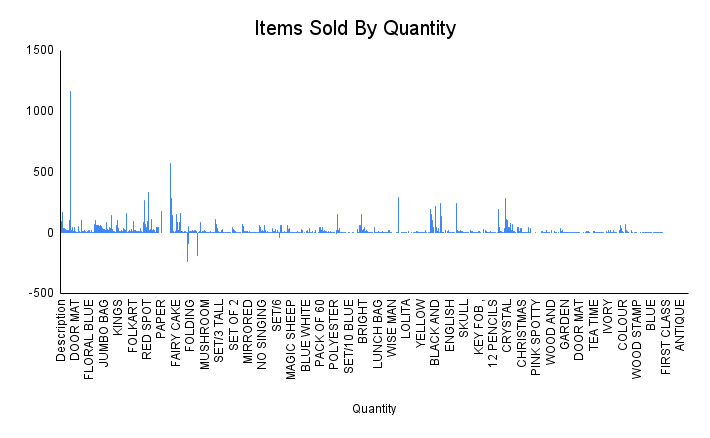 Items Sold By Quantity
1500
1000
500
0
-500
Description
DOOR MAT
FLORAL BLUE
JUMBO BAG
KINGS
FOLKART
RED SPOT
PAPER
FAIRY CAKE
FOLDING
MUSHROOM
SET/3 TALL
SET OF 2
MIRRORED
NO SINGING
SET/6
MAGIC SHEEP
BLUE WHITE
PACK OF 60
POLYESTER
SET/10 BLUE
BRIGHT
LUNCH BAG
WISE MAN
LOLITA
YELLOW
BLACK AND
ENGLISH
SKULL
KEY FOB ,
12 PENCILS
CRYSTAL
CHRISTMAS
PINK SPOTTY
WOOD AND
GARDEN
DOOR MAT
TEA TIME
IVORY
COLOUR
WOOD STAMP
BLUE
FIRST CLASS
ANTIQUE
Quantity